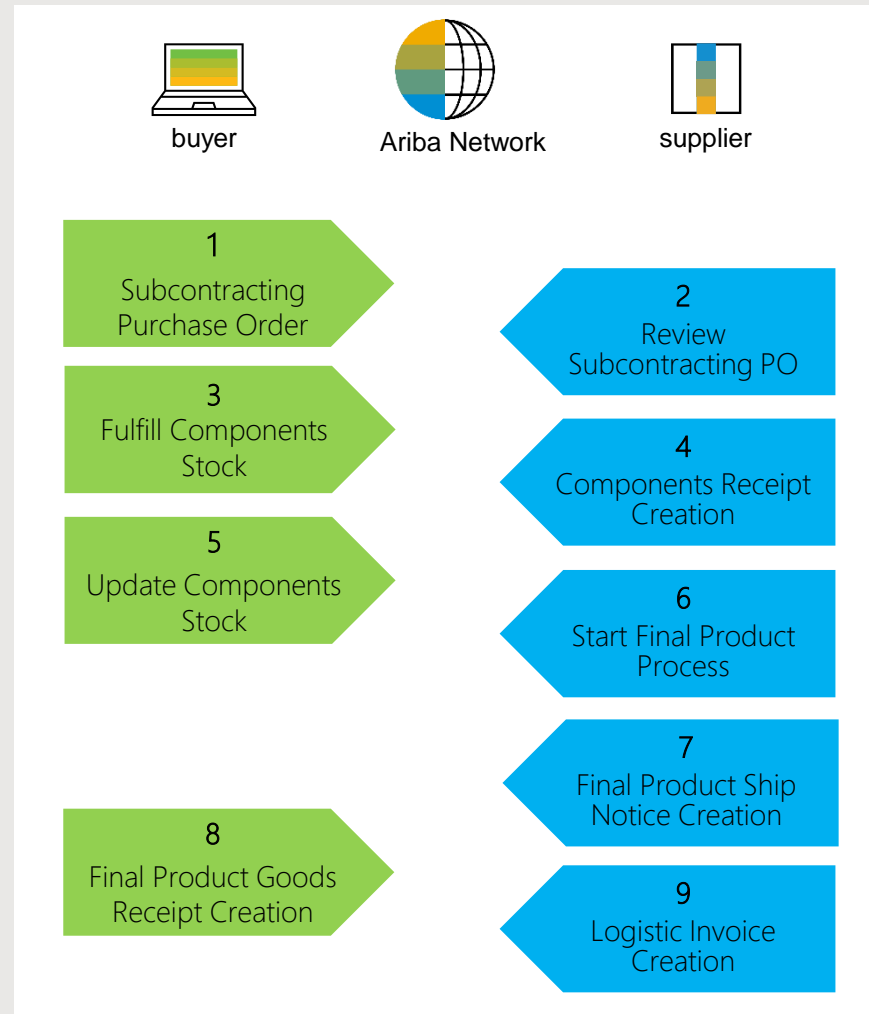 buyer
Ariba Network
supplier
1
Subcontracting
Purchase Order
2
Review
Subcontracting PO
3
Fulfill Components
Stock
4
Components Receipt
Creation
5
Update Components
Stock
6
Start Final Product
Process
7
Final Product Ship
Notice Creation
8
Final Product Goods
Receipt Creation
9
Logistic Invoice
Creation